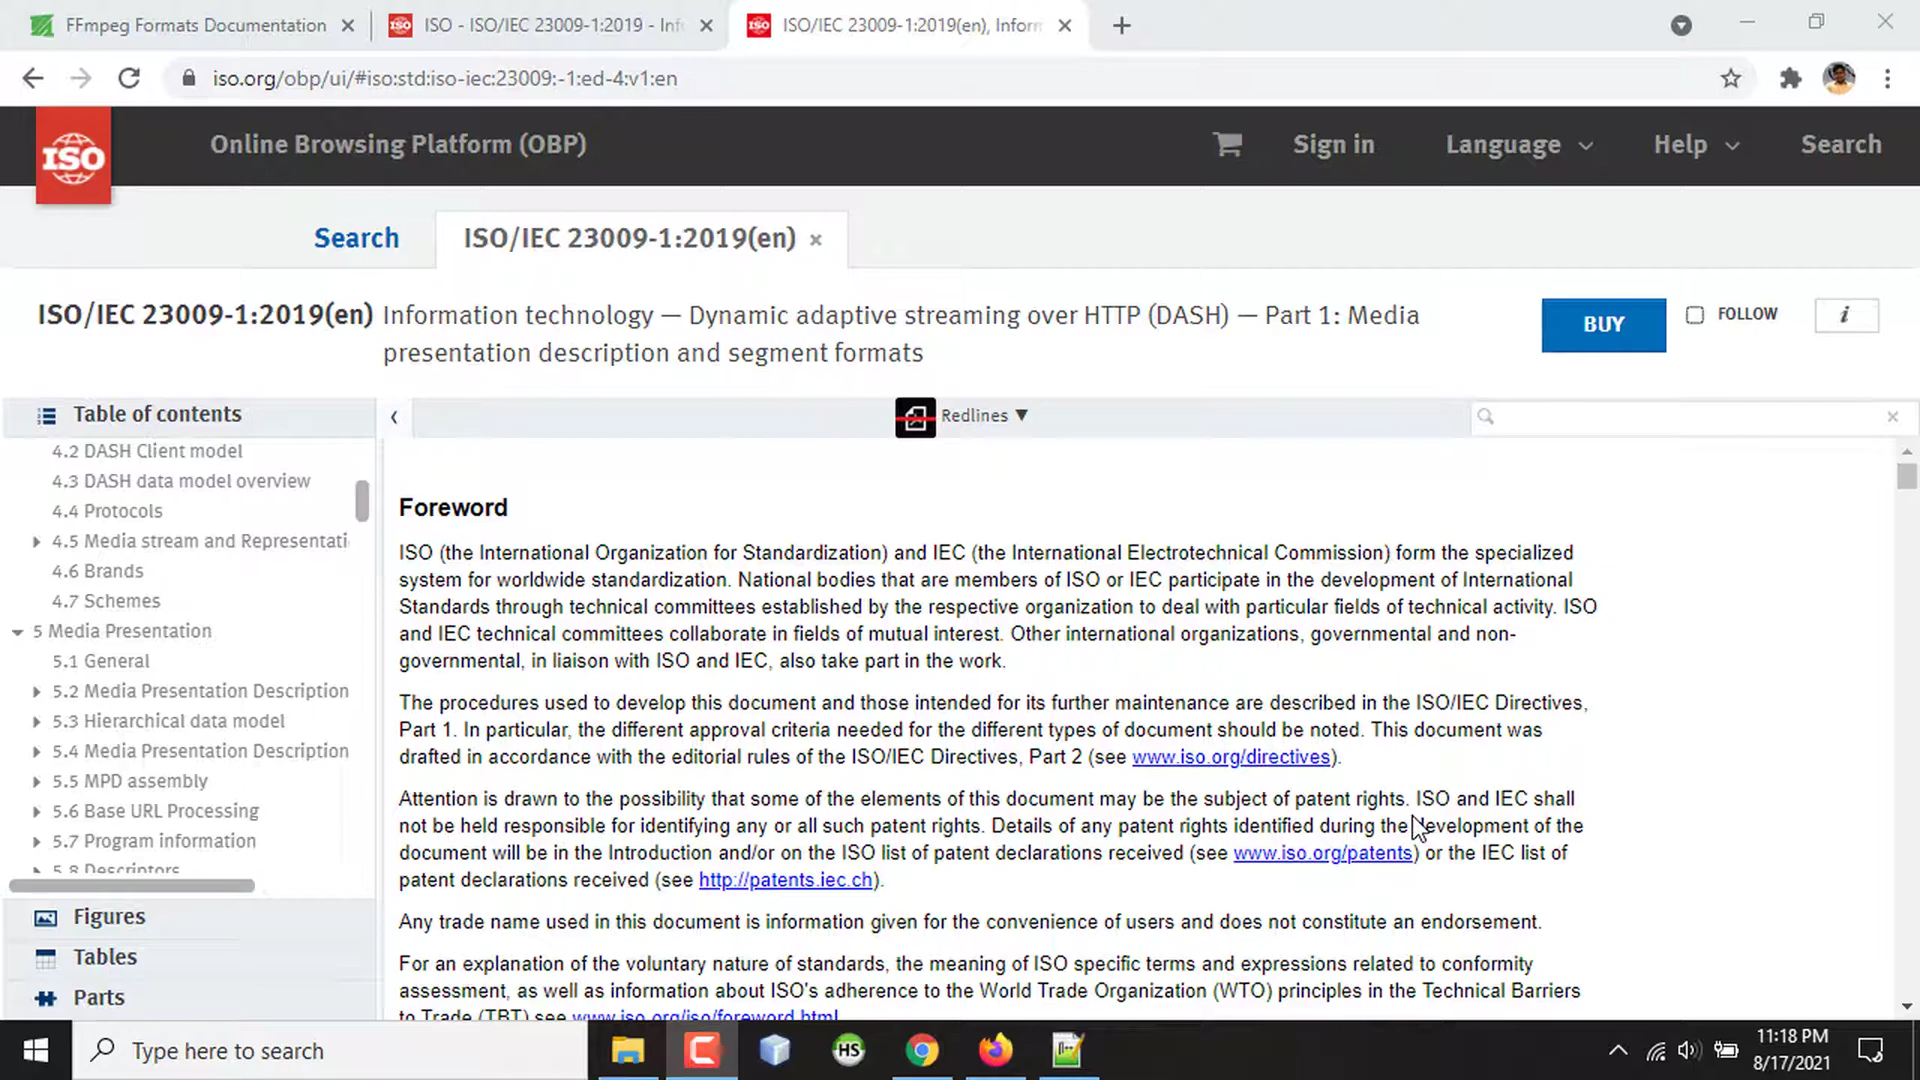 FFmpeg Formats Documentation
ISO - ISO/IEC 23009-1:2019 - Inf
ISO/IEC 23009-1:2019(en), Inform
iso.org/obp/ui/#iso:std:iso-iec:23009:-1:ed-4:v1:en
ISO
Online Browsing Platform (OBP)
Sign in
Language
Help
Search
Search
ISO/IEC 23009-1:2019(en)
ISO/IEC 23009-1:2019(en) Information technology — Dynamic adaptive streaming over HTTP (DASH) — Part 1: Media
presentation description and segment formats
BUY
FOLLOW
i
Table of contents
4.2 DASH Client model
4.3 DASH data model overview
4.4 Protocols
4.5 Media stream and Representati
4.6 Brands
4.7 Schemes
5 Media Presentation
5.1 General
5.2 Media Presentation Description
5.3 Hierarchical data model
5.4 Media Presentation Description
5.5 MPD assembly
5.6 Base URL Processing
5.7 Program information
5.8 Descriptors
Figures
Tables
Parts
Redlines ▼
Foreword
ISO (the International Organization for Standardization) and IEC (the International Electrotechnical Commission) form the specialized
system for worldwide standardization. National bodies that are members of ISO or IEC participate in the development of International
Standards through technical committees established by the respective organization to deal with particular fields of technical activity. ISO
and IEC technical committees collaborate in fields of mutual interest. Other international organizations, governmental and non-
governmental, in liaison with ISO and IEC, also take part in the work.
The procedures used to develop this document and those intended for its further maintenance are described in the ISO/IEC Directives,
Part 1. In particular, the different approval criteria needed for the different types of document should be noted. This document was
drafted in accordance with the editorial rules of the ISO/IEC Directives, Part 2 (see www.iso.org/directives).
Attention is drawn to the possibility that some of the elements of this document may be the subject of patent rights. ISO and IEC shall
not be held responsible for identifying any or all such patent rights. Details of any patent rights identified during the development of the
document will be in the Introduction and/or on the ISO list of patent declarations received (see www.iso.org/patents) or the IEC list of
patent declarations received (see http://patents.iec.ch).
Any trade name used in this document is information given for the convenience of users and does not constitute an endorsement.
For an explanation of the voluntary nature of standards, the meaning of ISO specific terms and expressions related to conformity
assessment, as well as information about ISO's adherence to the World Trade Organization (WTO) principles in the Technical Barriers
to Trade (TBT) see www.iso.org/iso/foreword.html
Type here to search
HS
11:18 PM
8/17/2021